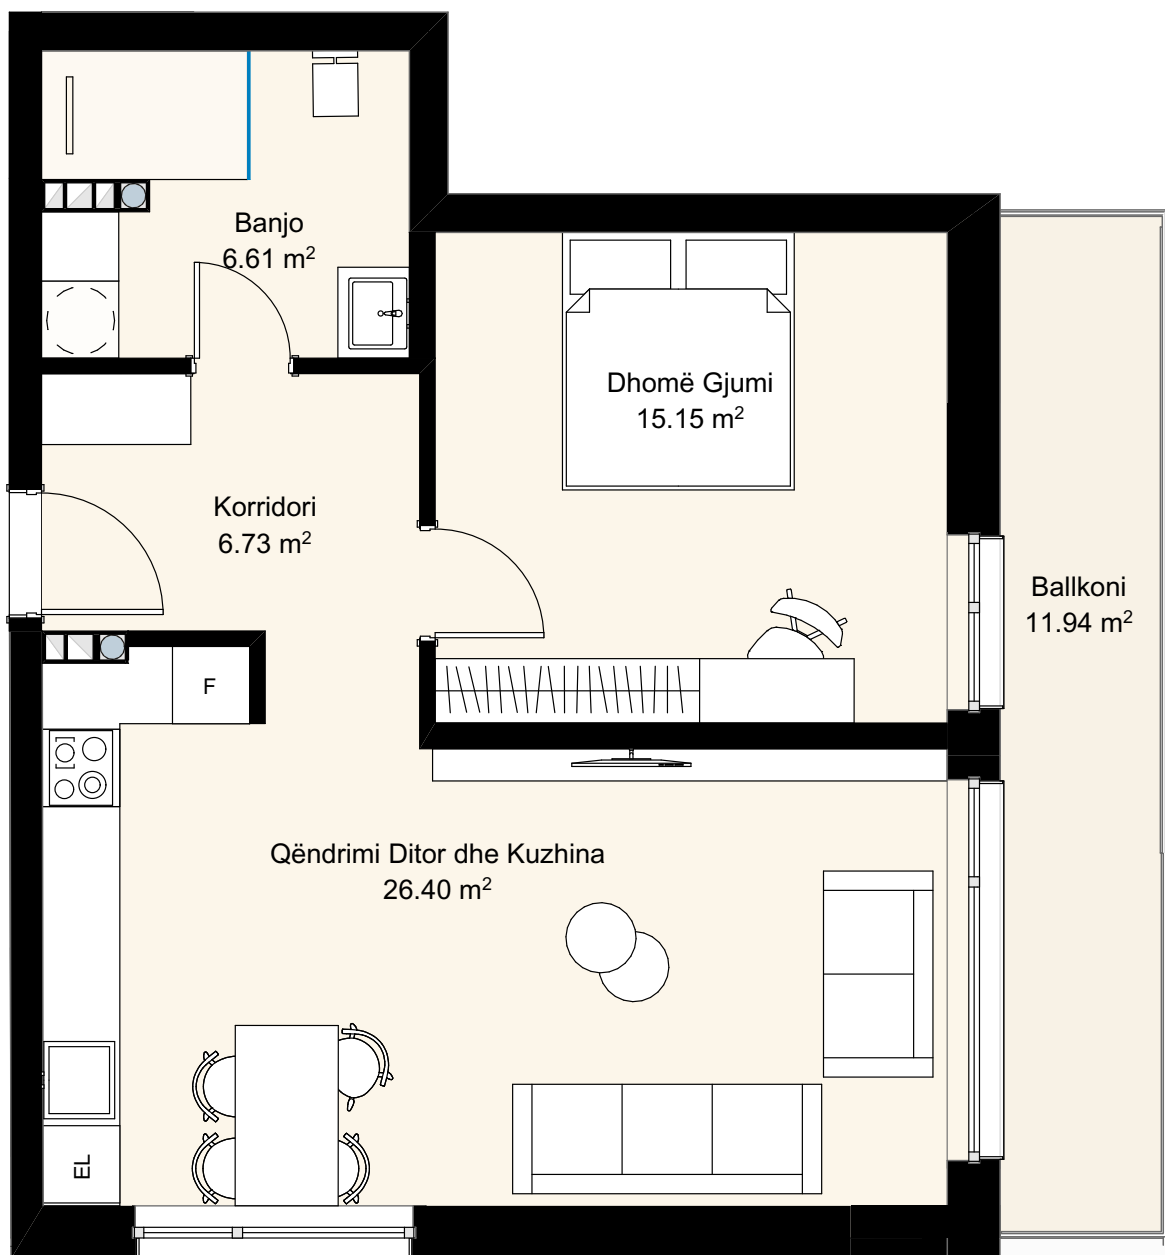 Banjo
6.61 m²
Dhomë Gjumi
15.15 m²
Korridori
6.73 m²
Ballkoni
11.94 m²
F
Qëndrimi Ditor dhe Kuzhina
26.40 m²
EL